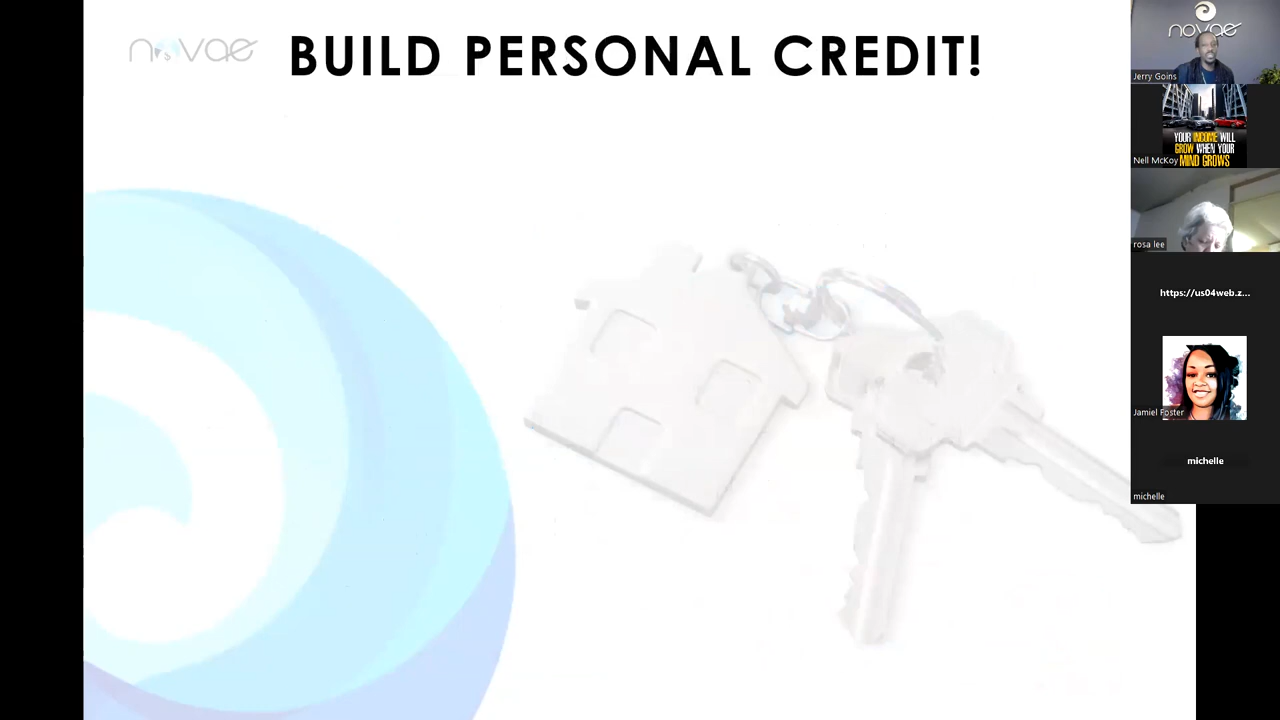 novae
BUILD PERSONAL CREDIT!
novae
Jerry Goins
YOUR INCOME WILL
GROW WHEN YOUR
MIND GROWS
Nell McKoy
rosa lee
https://us04web.z...
Jamiel Foster
michelle
michelle